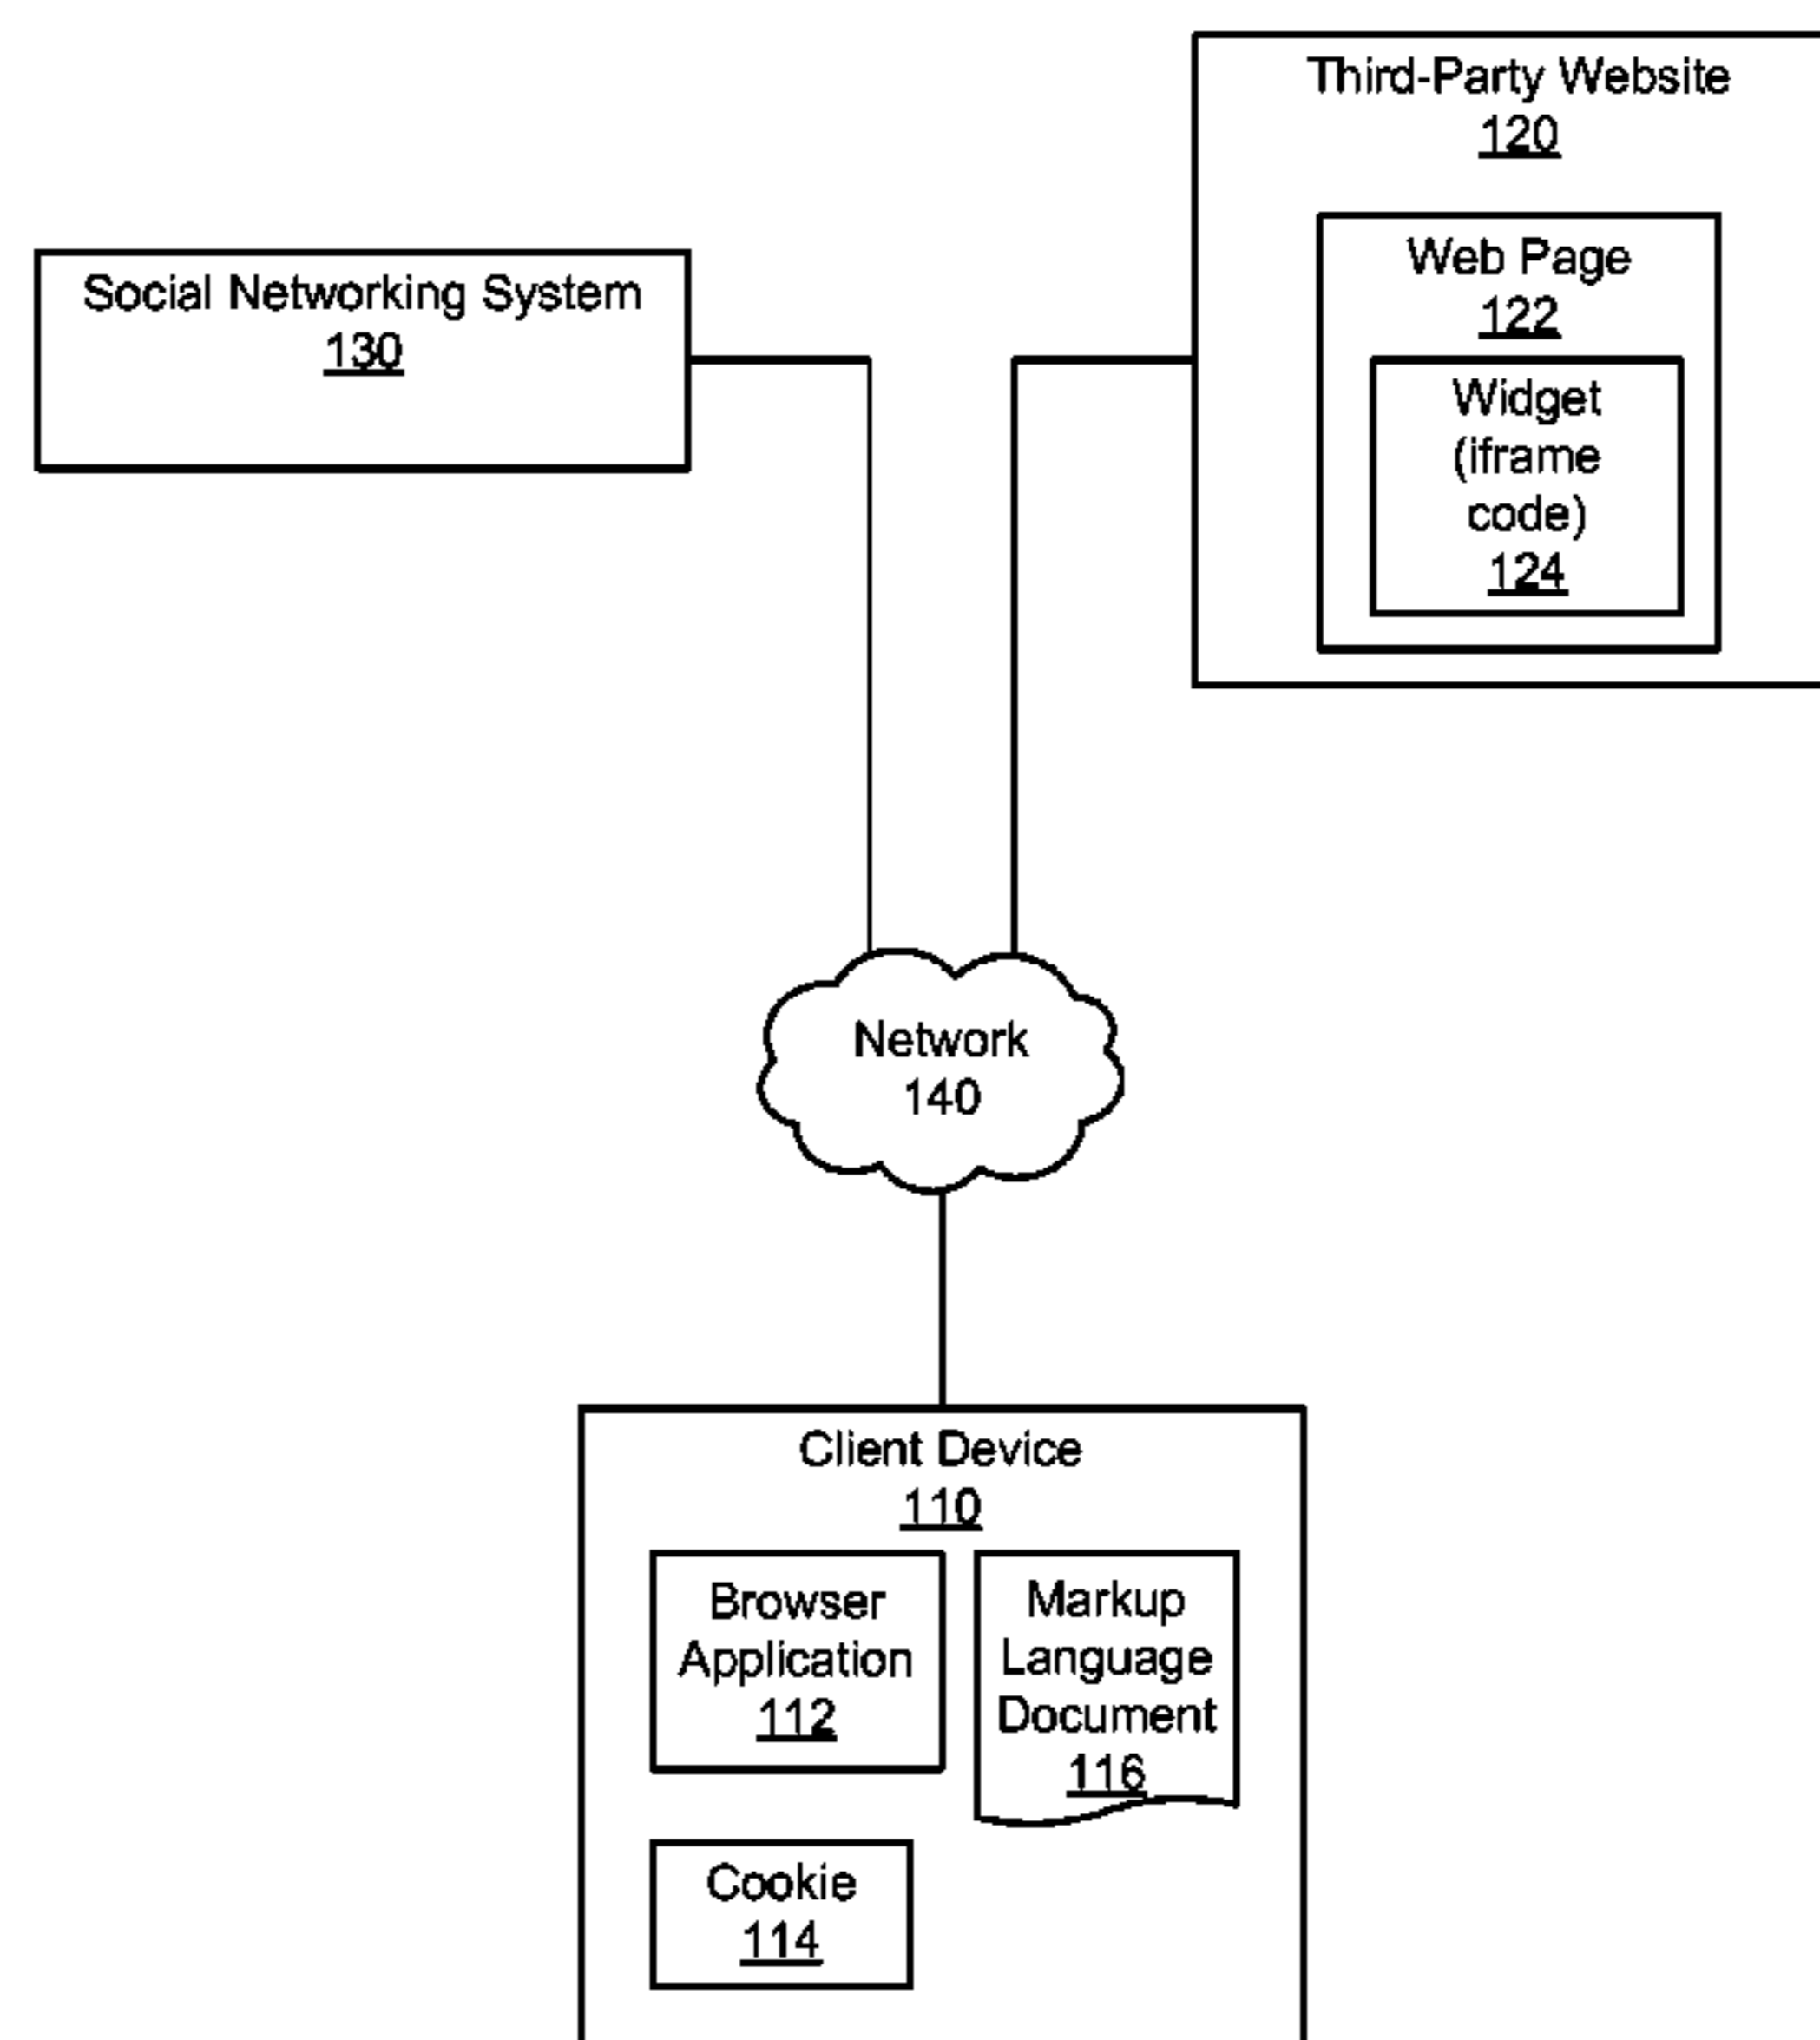 Third-Party Website
120
Web Page
122
Widget
(iframe
code)
124
Social Networking System
130
Network
140
Client Device
110
Browser
Application
112
Markup
Language
Document
116
Cookie
114